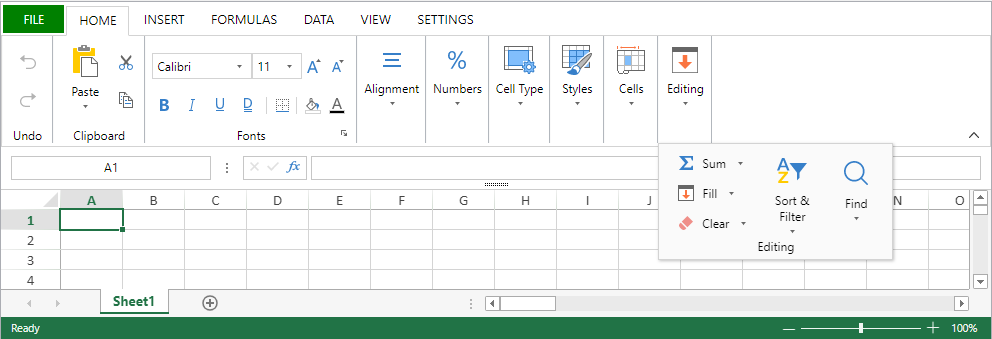 FILE HOME INSERT FORMULAS DATA VIEW SETTINGS
Calibri 11
Paste Alignment Numbers Cell Type Styles Cells Editing
B I U D A
Undo Clipboard Fonts
A1 fx
Sum
Fill
Clear
Sort &
Filter
Find
Editing
A B C D E F G H I J N O
1
2
3
4
Sheet1
Ready 100%